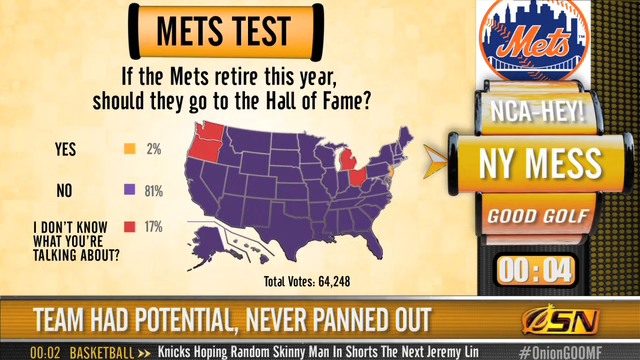 METS TEST
If the Mets retire this year,
should they go to the Hall of Fame?
YES 2%
NO 81%
I DON'T KNOW 17%
WHAT YOU'RE
TALKING ABOUT?
Total Votes: 64,248
Mets
NCA-HEY!
NY MESS
GOOD GOLF
00:04
TEAM HAD POTENTIAL, NEVER PANNED OUT
OSN
00:02 BASKETBALL >> Knicks Hoping Random Skinny Man In Shorts The Next Jeremy Lin
#OnionGOOMF